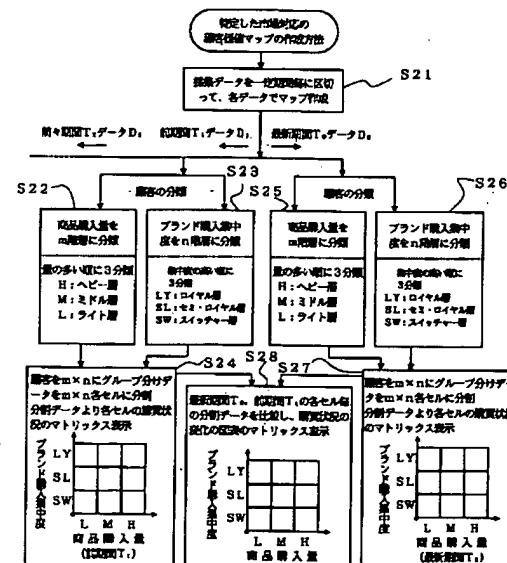 特定した市場対応の
顧客価値マップの作成方法
S21
採集データを一定期間毎に区切
って、各データでマップ作成
前々期間T₂データD₂
前期間T₁データD₁
最新期間T₀データD₀
S22
S23
顧客の分類
S25
顧客の分類
S26
商品購入量を
m階層に分類
量の多い順に3分類
H:ヘビー層
M:ミドル層
L:ライト層
ブランド購入集中
度をn階層に分類
集中度の高い順に
3分類
LY:ロイヤル層
SL:セミ・ロイヤル層
SW:スイッチャー層
商品購入量を
m階層に分類
量の多い順に3分類
H:ヘビー層
M:ミドル層
L:ライト層
ブランド購入集中
度をn階層に分類
集中度の高い順に
3分類
LY:ロイヤル層
SL:セミ・ロイヤル層
SW:スイッチャー層
S24
S28
S27
顧客をm×nにグループ分けデ
ータをm×n各セルに分割
分割データより各セルの購買状
況のマトリックス表示
ブランド購入集中度
LY
SL
SW
L M H
商品購入量
(前期間T₁)
最新期間T₀、前期間T₁の各セル毎
の分割データを比較し、購買状況の
変化の区分のマトリックス表示
ブランド購入集中度
LY
SL
SW
L M H
商品購入量
顧客をm×nにグループ分けデ
ータをm×n各セルに分割
分割データより各セルの購買状
のマトリックス表示
ブランド購入集中度
LY
SL
SW
L M H
商品購入量
(最新期間T₀)